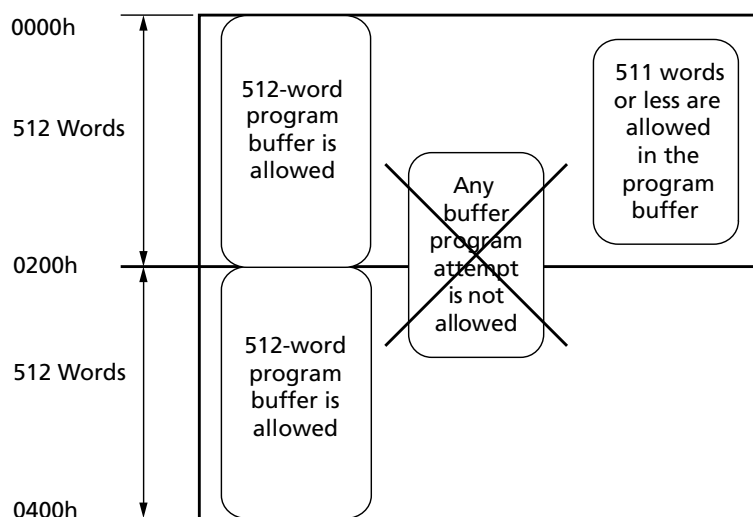 0000h
512 Words
0200h
512 Words
0400h
512-word
program
buffer is
allowed
512-word
program
buffer is
allowed
Any
buffer
program
attempt
is not
allowed
511 words
or less are
allowed
in the
program
buffer